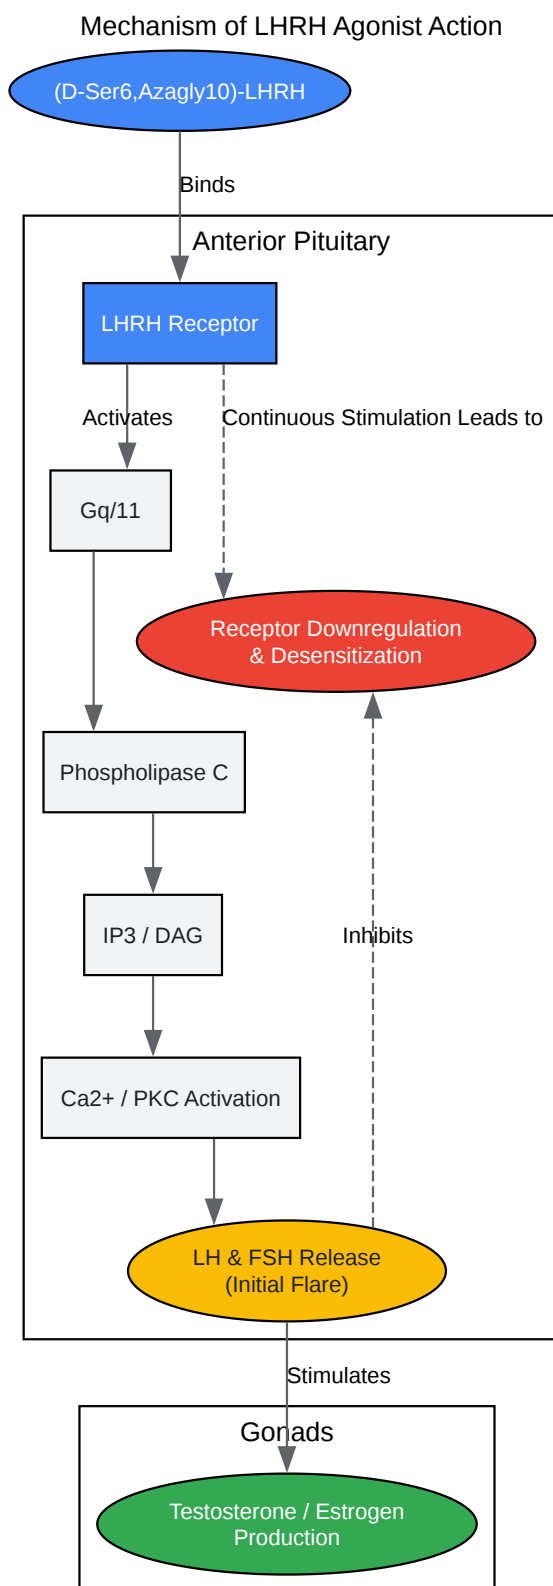 Mechanism of LHRH Agonist Action
(D-Ser6,Azagly10)-LHRH
Binds
Anterior Pituitary
LHRH Receptor
Activates
Continuous Stimulation Leads to
Gq/11
Receptor Downregulation
& Desensitization
Phospholipase C
IP3 / DAG
Inhibits
Ca2+ / PKC Activation
LH & FSH Release
(Initial Flare)
Stimulates
Gonads
Testosterone / Estrogen
Production